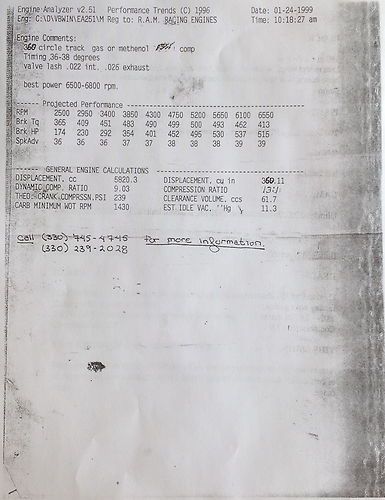 Engine Analyzer v2.51 Performance Trends (C) 1996 Date: 01-24-1999
Eng: C:\D\VBWIN\EA251\M Reg to: R.A.M. RACING ENGINES Time: 10:18:27 am
Engine Comments:
360 circle track gas or methenol comp
Timing 36-38 degrees
valve lash .022 int. .026 exhaust
best power 6500-6800 rpm.
------ Projected Performance ------
RPM 2500 2950 3400 3850 4300 4750 5200 5650 6100 6550
Brk Tq 365 409 451 483 490 499 500 493 462 413
Brk HP 174 230 292 354 401 452 495 530 537 515
SpkAdv 36 36 36 37 37 38 38 38 39 39
------ GENERAL ENGINE CALCULATIONS ------
DISPLACEMENT, cc 5820.3 DISPLACEMENT, cu in 360.11
DYNAMIC COMP. RATIO 9.03 COMPRESSION RATIO
THEO. CRANK.COMPRSSN,PSI 239 CLEARANCE VOLUME, ccs 61.7
CARB MINIMUM WOT RPM 1430 EST IDLE VAC. ''Hg 11.3
Call (330) 745-4745 for more information.
(330) 239-2028